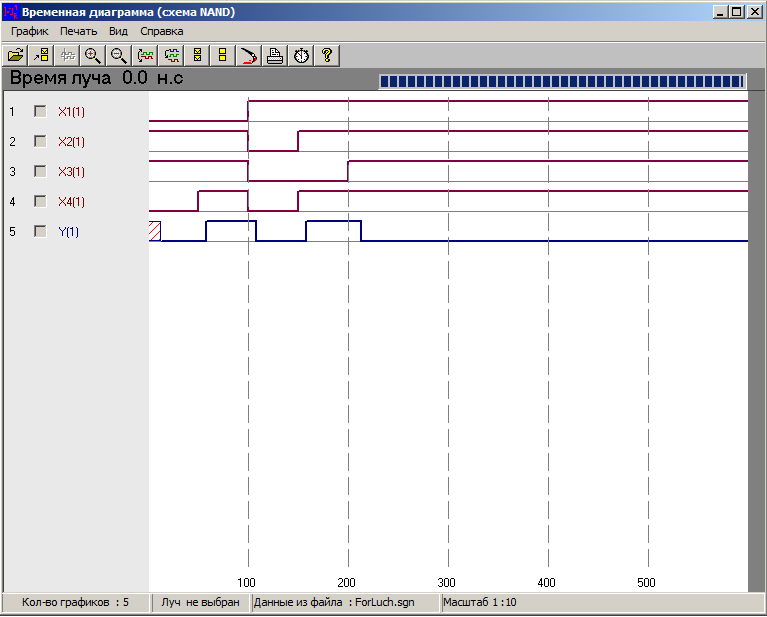 Временная диаграмма (схема NAND)
График Печать Вид Справка
Время луча 0.0 н.с
1 X1(1)
2 X2(1)
3 X3(1)
4 X4(1)
5 Y(1)
100 200 300 400 500
Кол-во графиков : 5 Луч не выбран Данные из файла : ForLuch.sgn Масштаб 1 :10